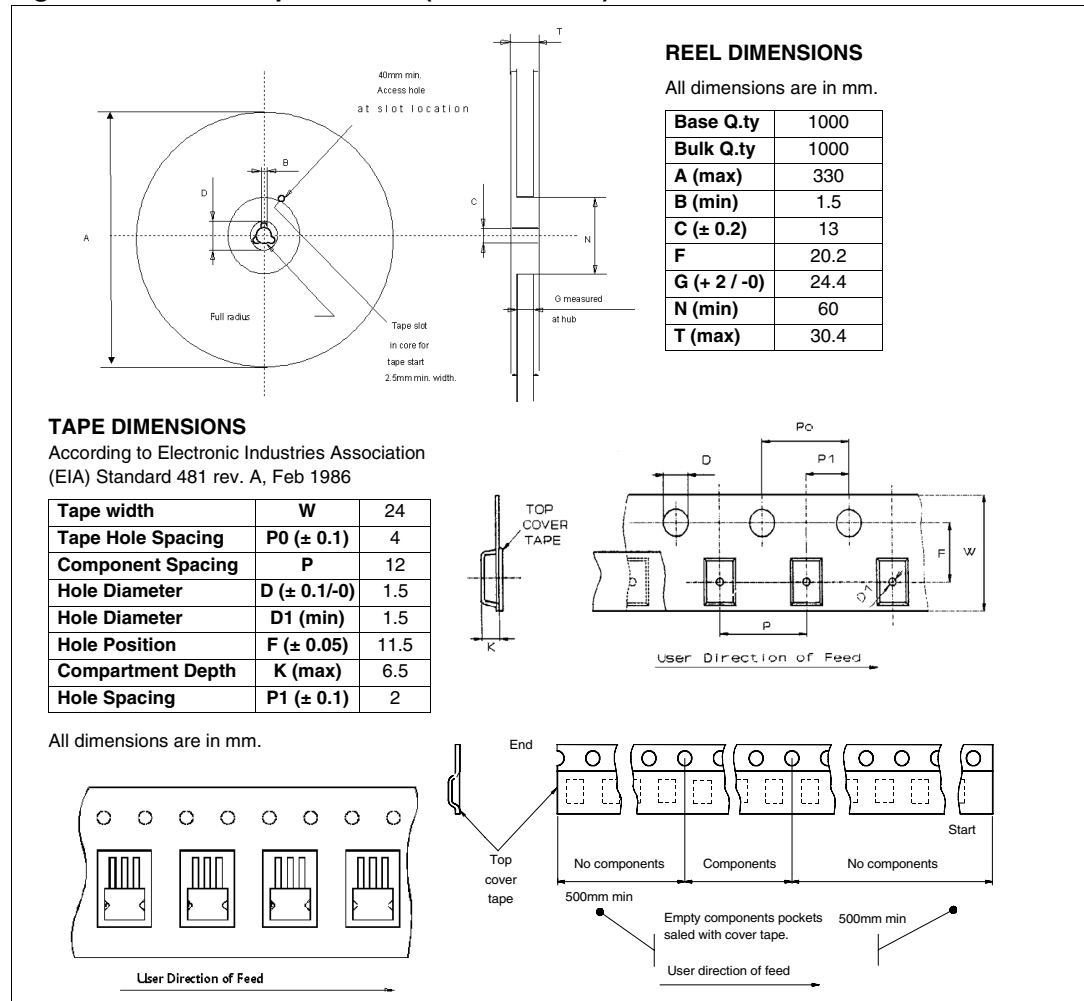 T
40mm min.
Access hole
at slot location
B
D
C
A
N
Full radius
G measured
at hub
Tape slot
in core for
tape start
2.5mm min. width.
REEL DIMENSIONS
All dimensions are in mm.
Base Q.ty 1000
Bulk Q.ty 1000
A (max) 330
B (min) 1.5
C (± 0.2) 13
F 20.2
G (+ 2 / -0) 24.4
N (min) 60
T (max) 30.4
TAPE DIMENSIONS
According to Electronic Industries Association
(EIA) Standard 481 rev. A, Feb 1986
Tape width W 24
Tape Hole Spacing P0 (± 0.1) 4
Component Spacing P 12
Hole Diameter D (± 0.1/-0) 1.5
Hole Diameter D1 (min) 1.5
Hole Position F (± 0.05) 11.5
Compartment Depth K (max) 6.5
Hole Spacing P1 (± 0.1) 2
All dimensions are in mm.
Po
D
P1
TOP
COVER
TAPE
F
W
D1
K
P
User Direction of Feed
End
Start
Top
cover
tape
No components
Components
No components
500mm min
500mm min
Empty components pockets
saled with cover tape.
User direction of feed
User Direction of Feed